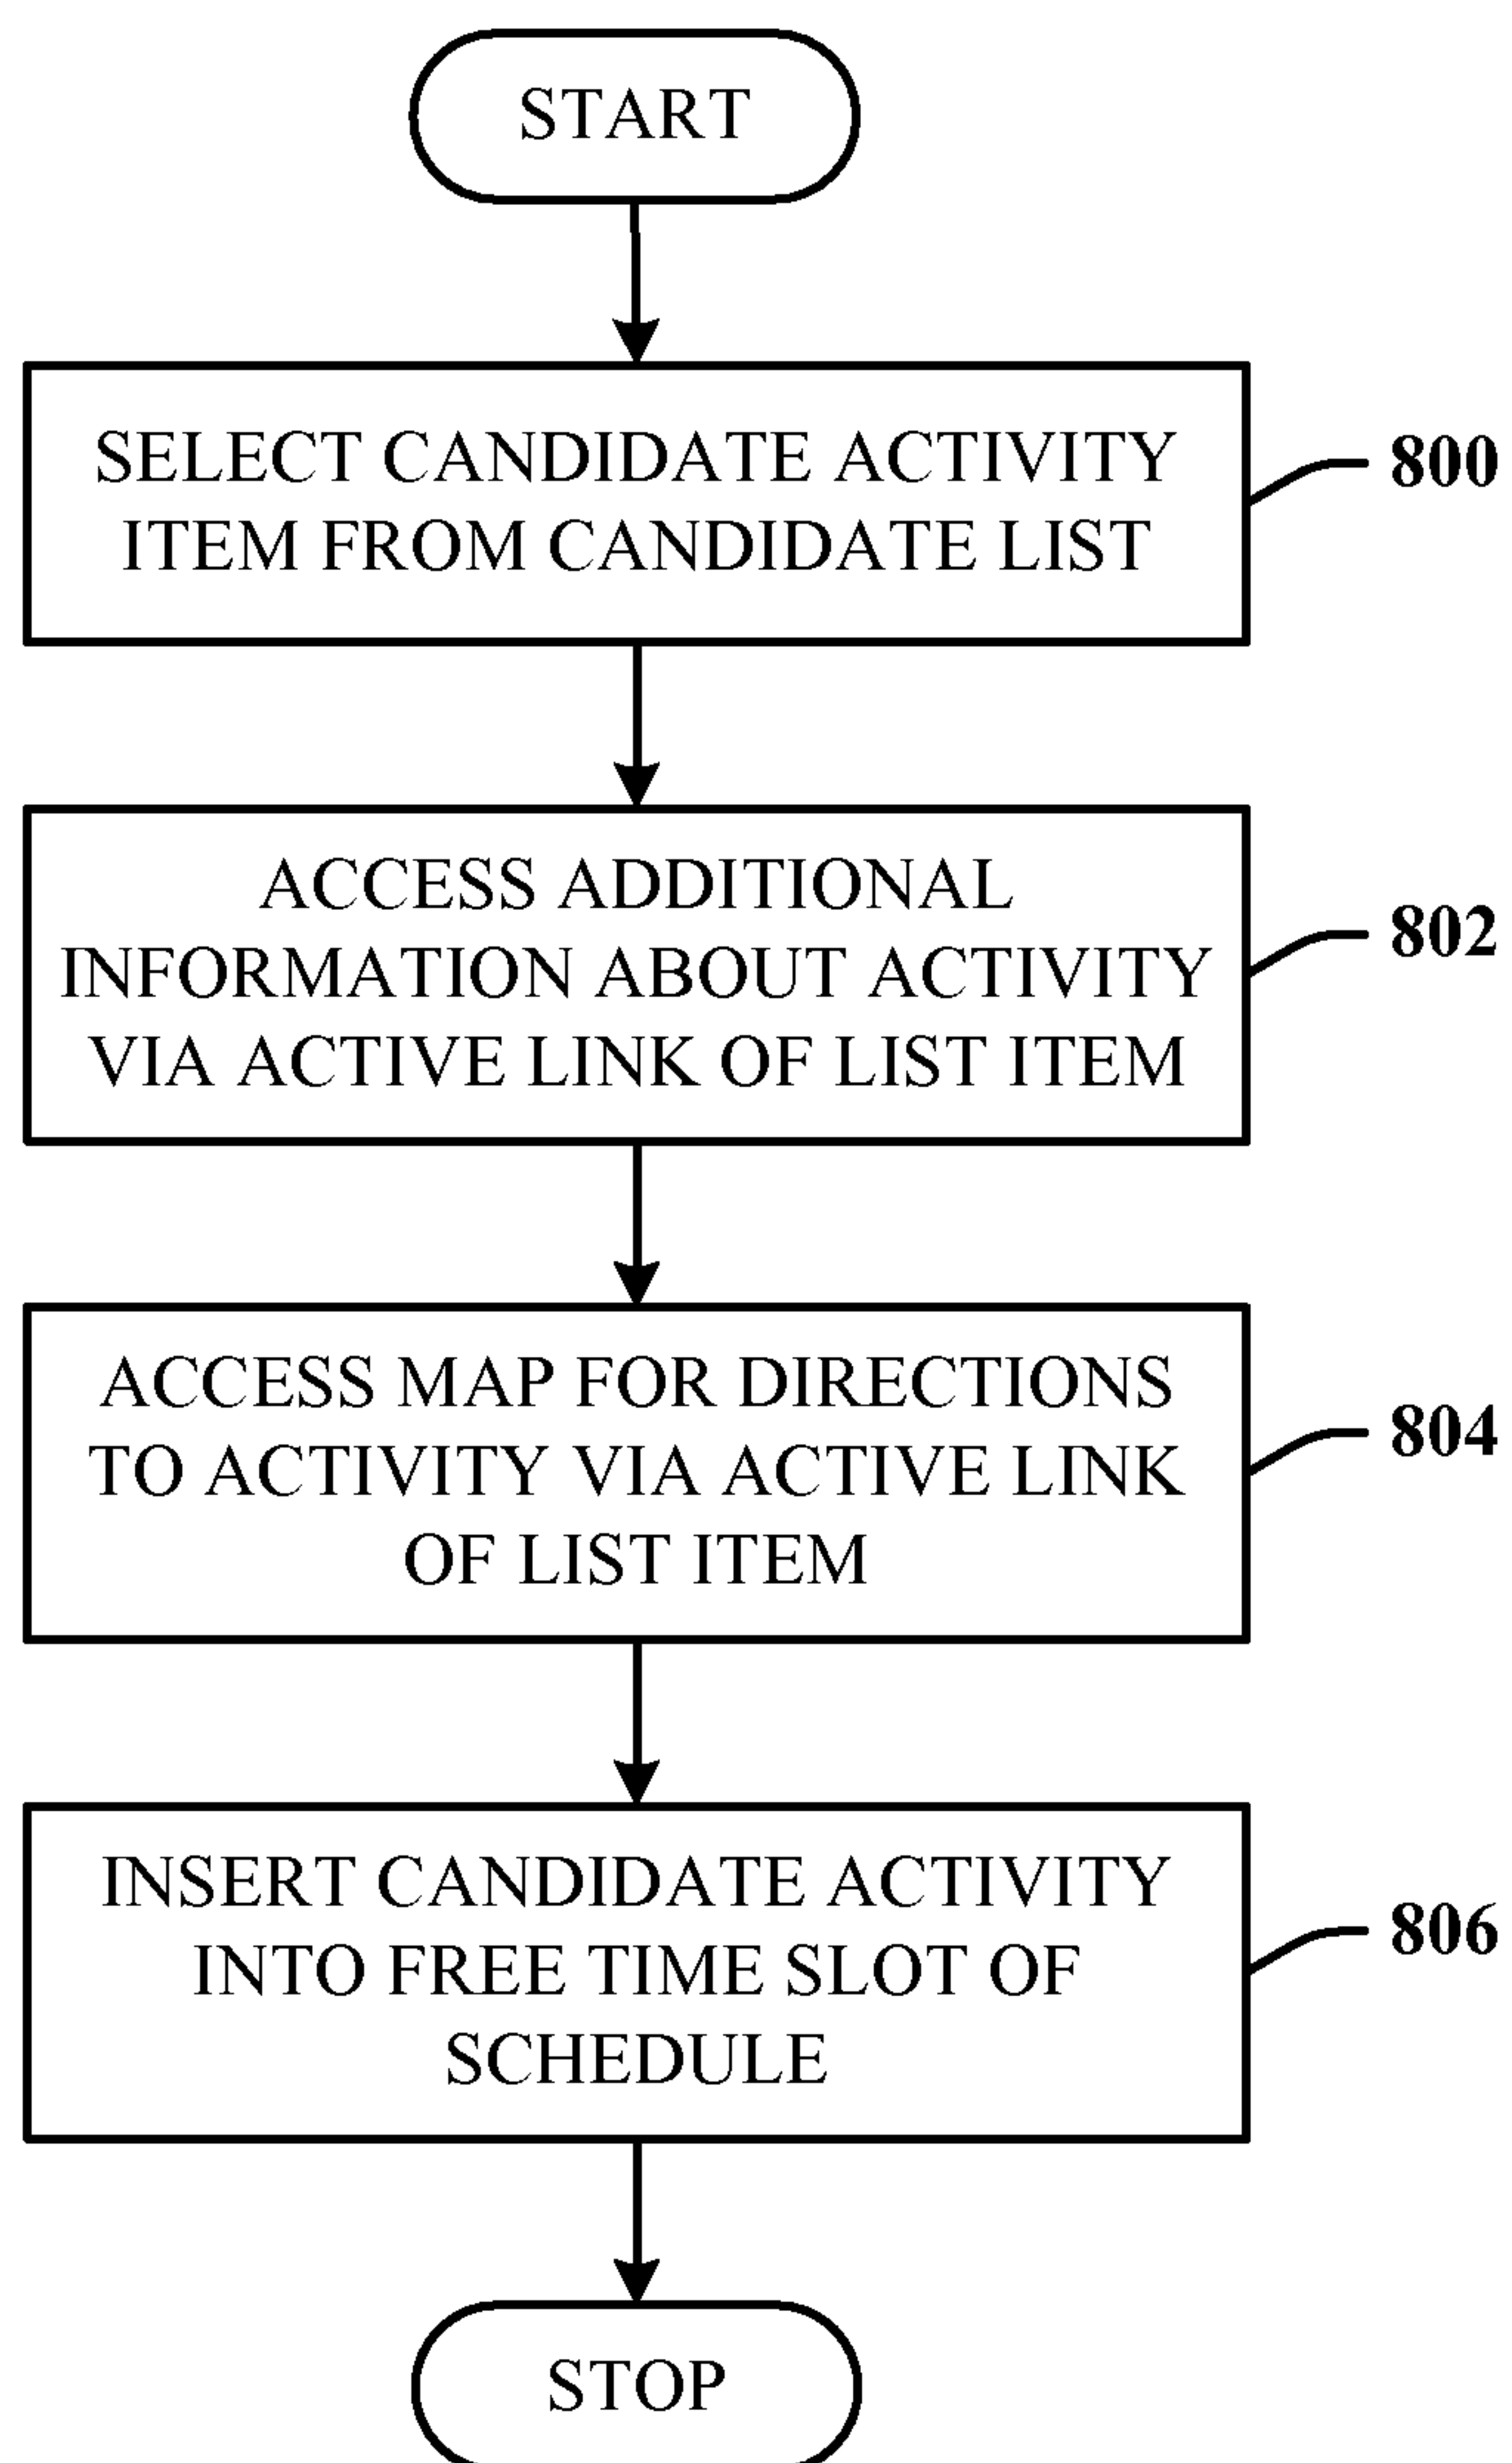 START
SELECT CANDIDATE ACTIVITY
ITEM FROM CANDIDATE LIST
800
ACCESS ADDITIONAL
INFORMATION ABOUT ACTIVITY
VIA ACTIVE LINK OF LIST ITEM
802
ACCESS MAP FOR DIRECTIONS
TO ACTIVITY VIA ACTIVE LINK
OF LIST ITEM
804
INSERT CANDIDATE ACTIVITY
INTO FREE TIME SLOT OF
SCHEDULE
806
STOP